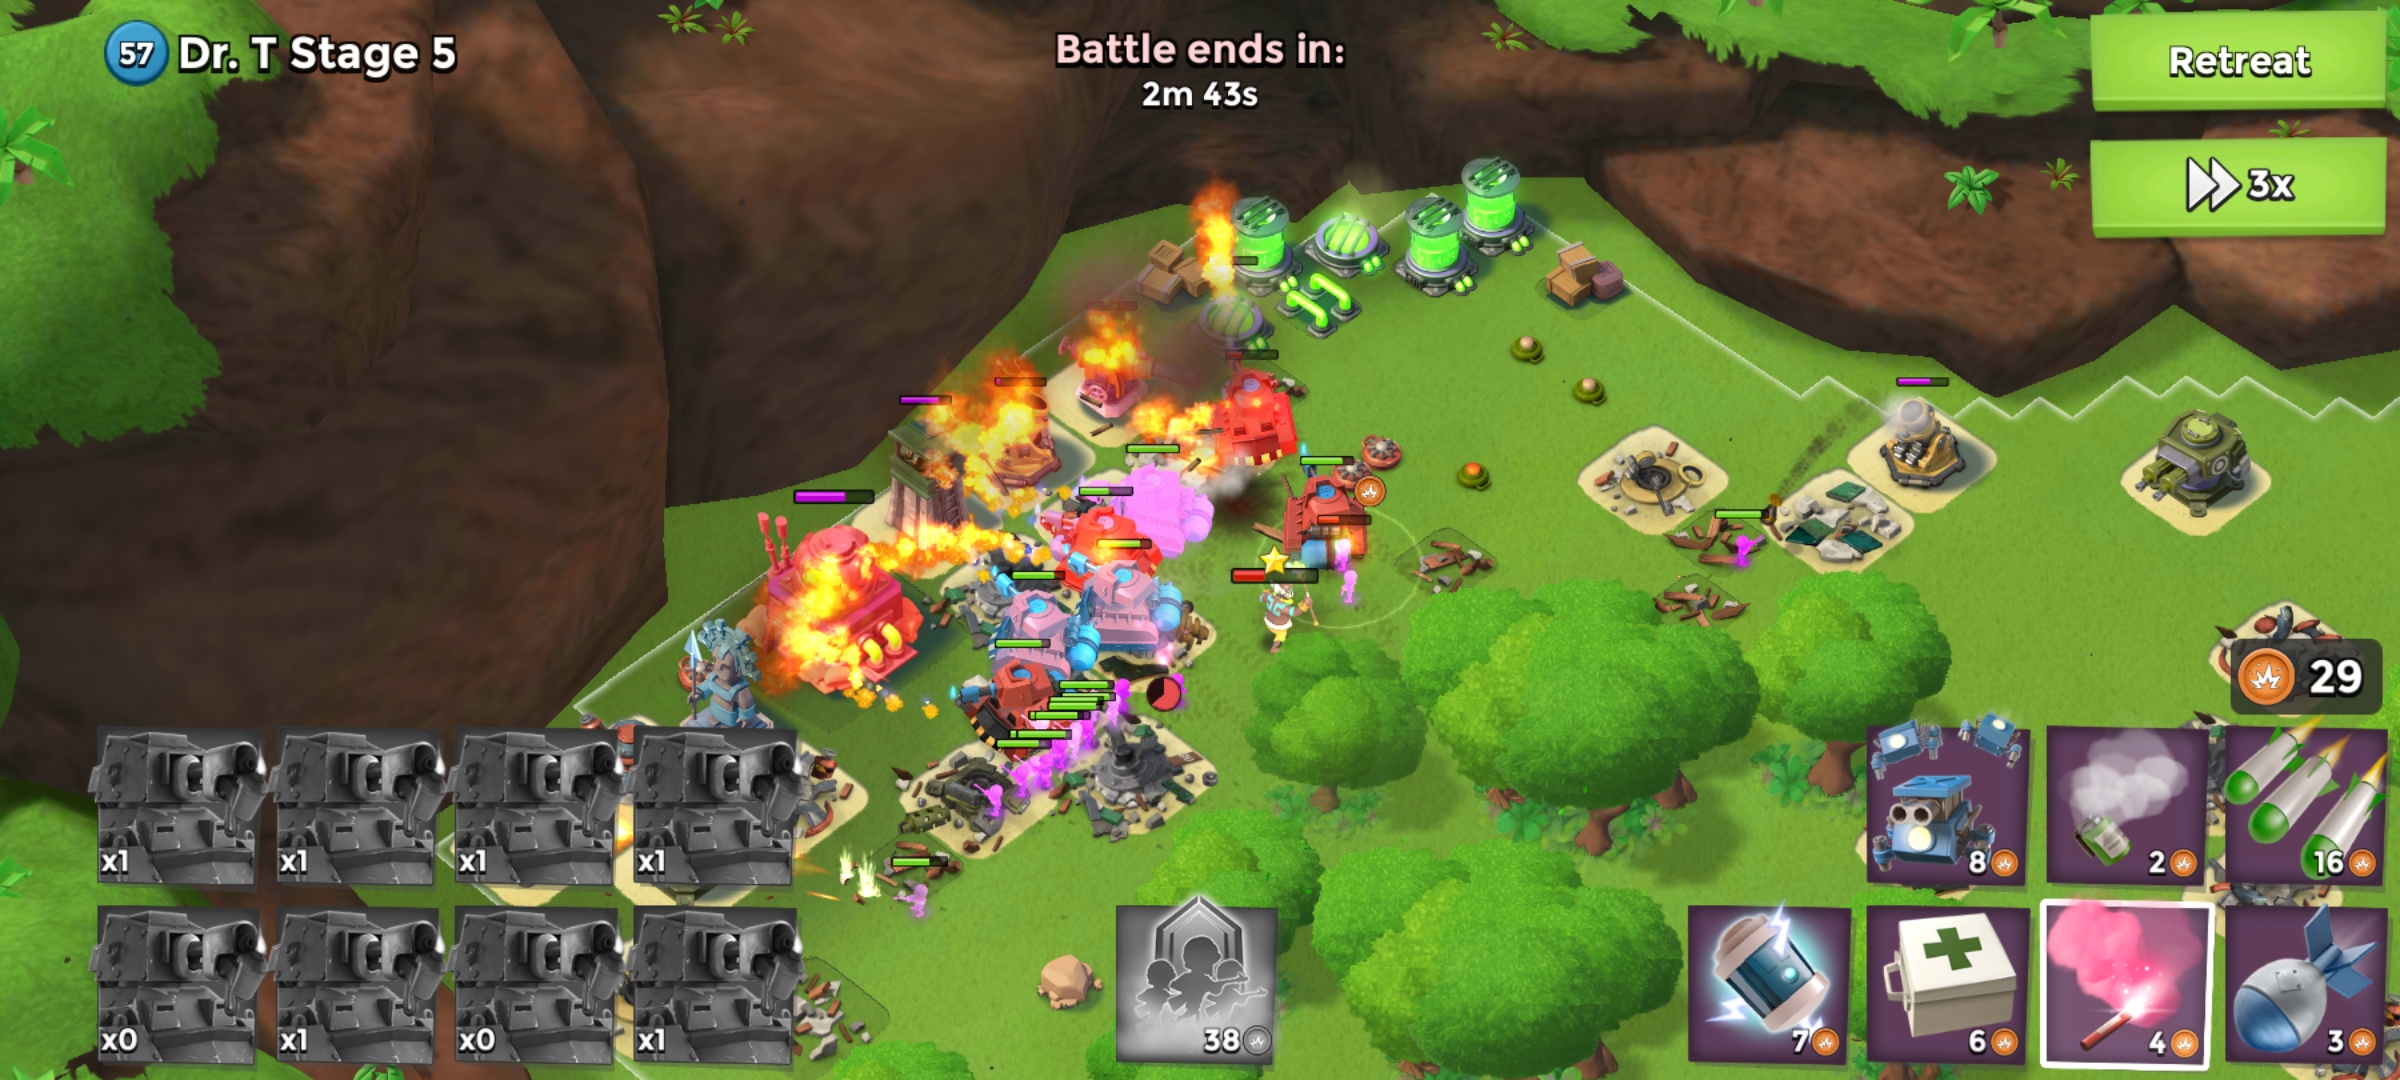 57 Dr. T Stage 5
Battle ends in:
2m 43s
Retreat
3x
29
x1 x1 x1 x1
8 2 16
x0 x1 x0 x1
38
7 6 4 3